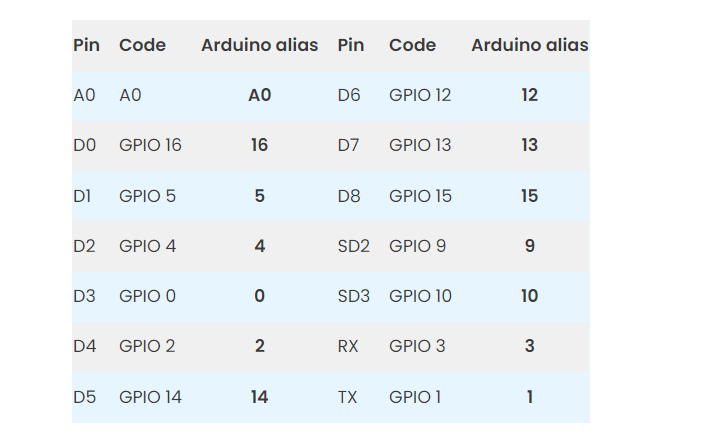 Pin Code Arduino alias Pin Code Arduino alias
A0 A0 A0 D6 GPIO 12 12
D0 GPIO 16 16 D7 GPIO 13 13
D1 GPIO 5 5 D8 GPIO 15 15
D2 GPIO 4 4 SD2 GPIO 9 9
D3 GPIO 0 0 SD3 GPIO 10 10
D4 GPIO 2 2 RX GPIO 3 3
D5 GPIO 14 14 TX GPIO 1 1